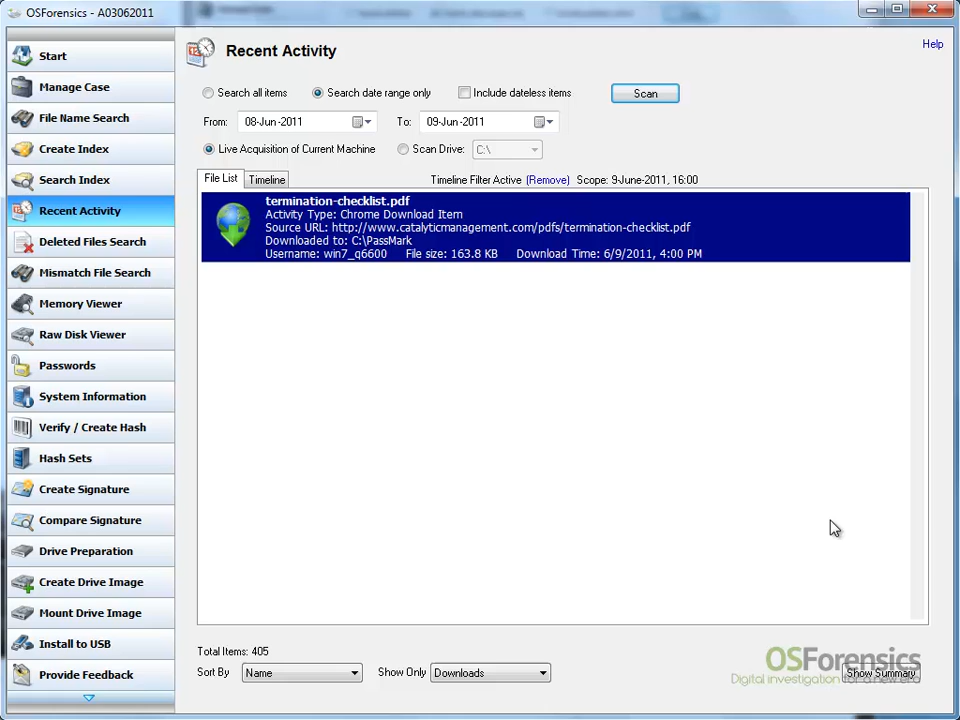 OSForensics - A03062011
Start
Manage Case
File Name Search
Create Index
Search Index
Recent Activity
Deleted Files Search
Mismatch File Search
Memory Viewer
Raw Disk Viewer
Passwords
System Information
Verify / Create Hash
Hash Sets
Create Signature
Compare Signature
Drive Preparation
Create Drive Image
Mount Drive Image
Install to USB
Provide Feedback
Recent Activity
Help
Search all items Search date range only Include dateless items Scan
From: 08-Jun-2011 To: 09-Jun-2011
Live Acquisition of Current Machine Scan Drive: C:\
File List Timeline Timeline Filter Active (Remove) Scope: 9-June-2011, 16:00
termination-checklist.pdf
Activity Type: Chrome Download Item
Source URL: http://www.catalyticmanagement.com/pdfs/termination-checklist.pdf
Downloaded to: C:\PassMark
Username: win7_q6600 File size: 163.8 KB Download Time: 6/9/2011, 4:00 PM
Total Items: 405
Sort By Name Show Only Downloads Show Summary
OSForensics
Digital investigation for a new era